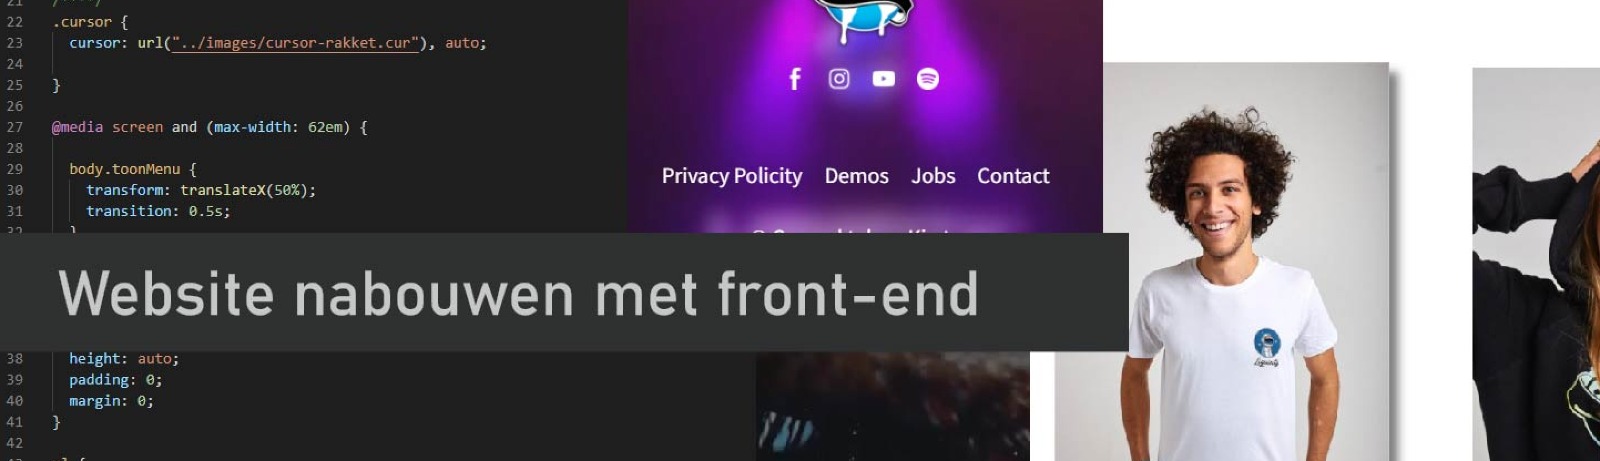 21
22 .cursor {
23 cursor: url("../images/cursor-rakket.cur"), auto;
24
25 }
26
27 @media screen and (max-width: 62em) {
28
29 body.toonMenu {
30 transform: translateX(50%);
31 transition: 0.5s;
32 }
Privacy Policity Demos Jobs Contact
Website nabouwen met front-end
38 height: auto;
39 padding: 0;
40 margin: 0;
41 }
42